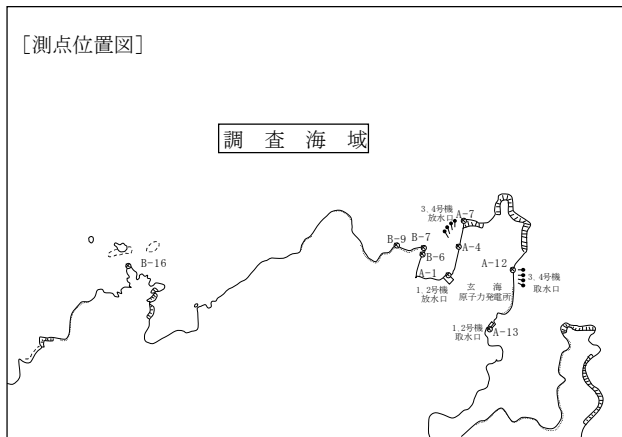 [測点位置図]
調 査 海 域
3,4号機
放水口
A-7
B-9
B-7
B-6
A-4
A-1
A-12
1,2号機
放水口
玄 海
原子力発電所
3,4号機
取水口
B-16
1,2号機
取水口
A-13